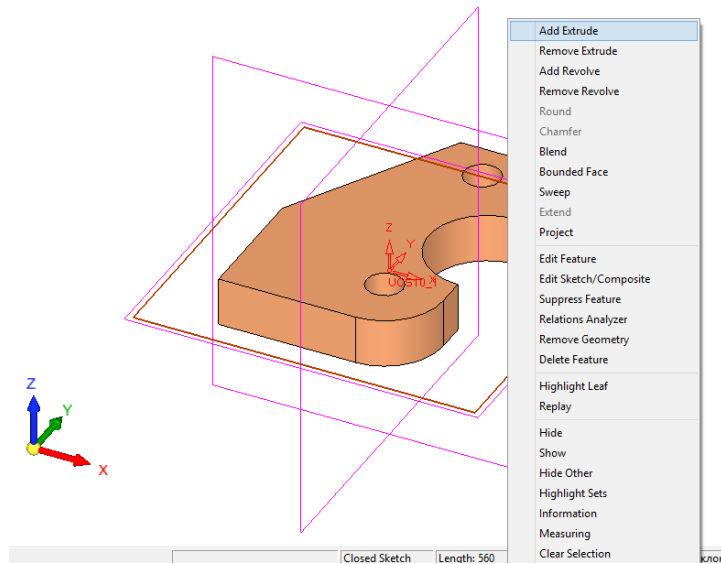 Add Extrude
Remove Extrude
Add Revolve
Remove Revolve
Round
Chamfer
Blend
Bounded Face
Sweep
Extend
Project
Edit Feature
Edit Sketch/Composite
Suppress Feature
Relations Analyzer
Remove Geometry
Delete Feature
Highlight Leaf
Replay
Hide
Show
Hide Other
Highlight Sets
Information
Measuring
Clear Selection
Z
Y
X
Z
Y
X
Closed Sketch
Length: 560